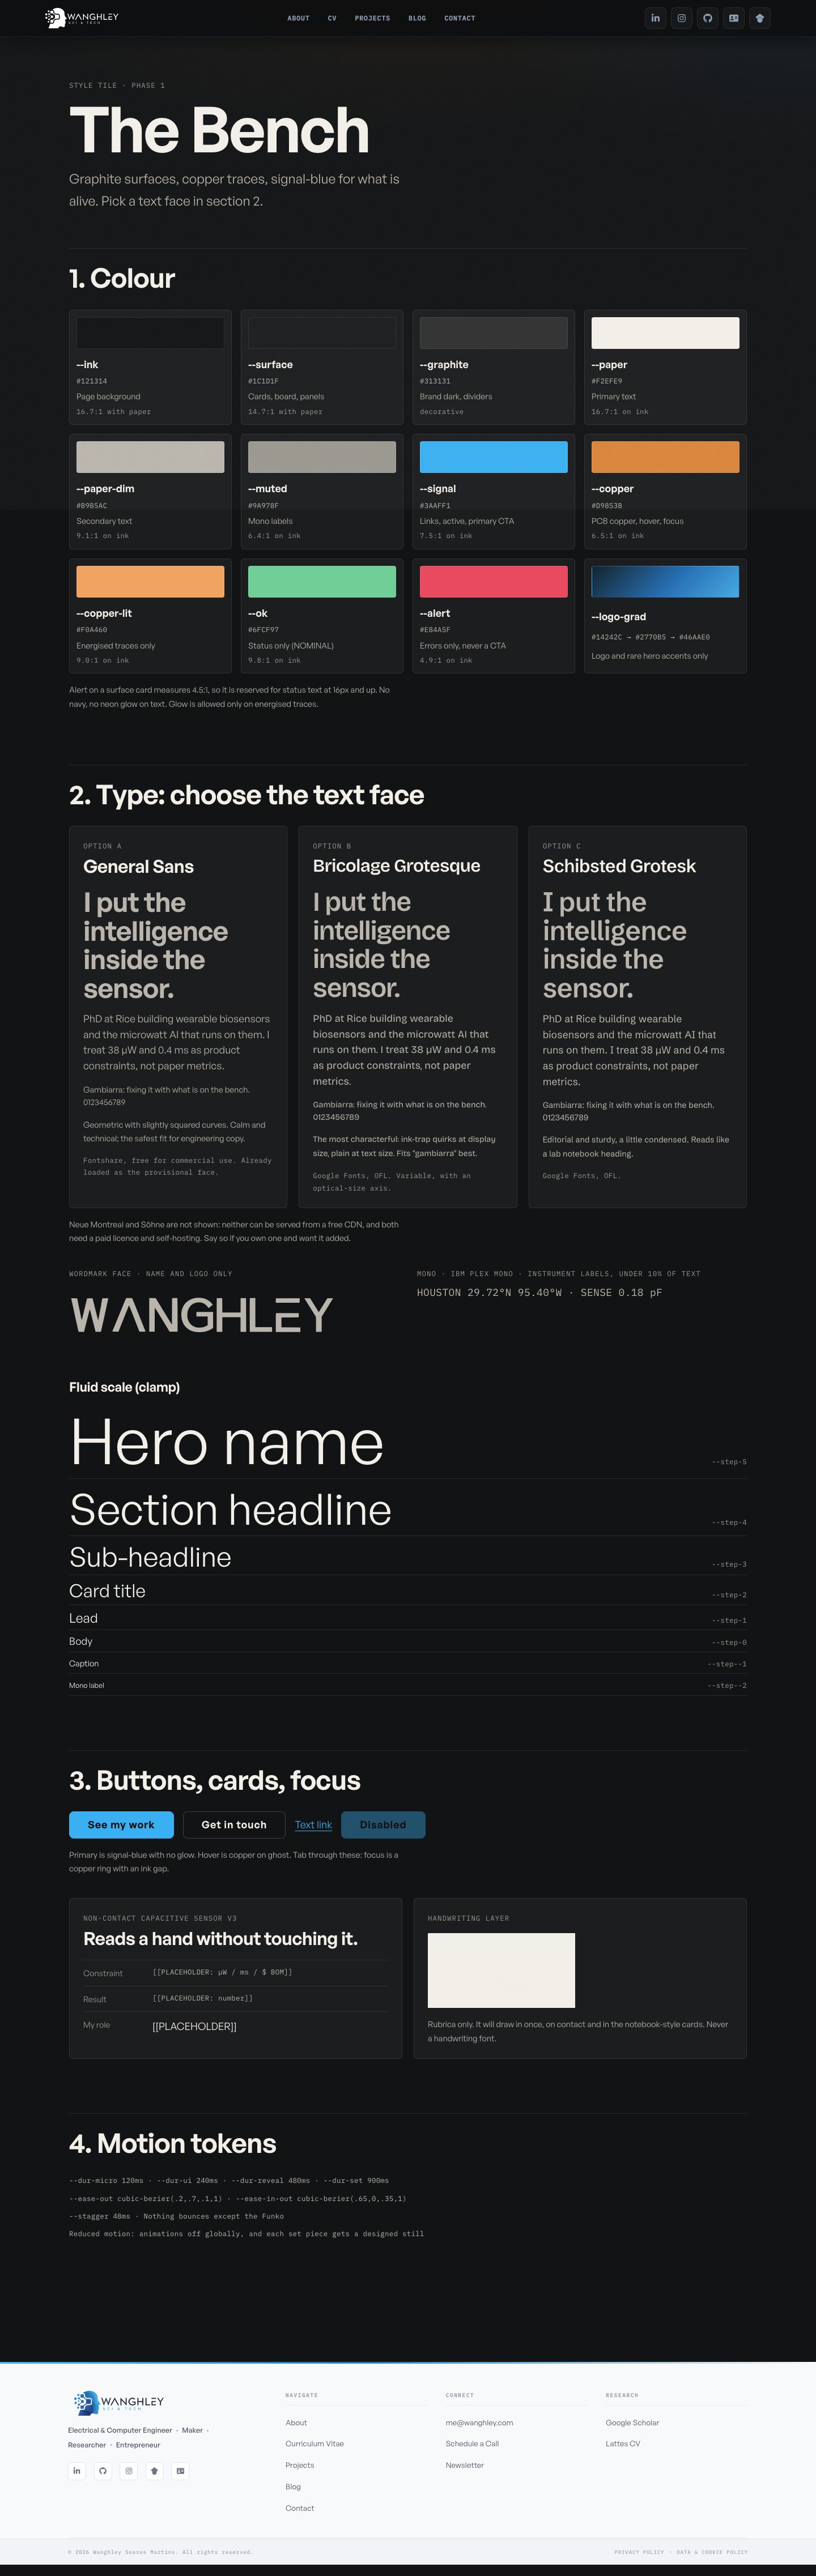 WANGHLEY
SCI & TECH
ABOUT
CV
PROJECTS
BLOG
CONTACT
STYLE TILE · PHASE 1
The Bench
Graphite surfaces, copper traces, signal-blue for what is
alive. Pick a text face in section 2.
1. Colour
--ink
#121314
Page background
16.7:1 with paper
--surface
#1C1D1F
Cards, board, panels
14.7:1 with paper
--graphite
#313131
Brand dark, dividers
decorative
--paper
#F2EFE9
Primary text
16.7:1 on ink
--paper-dim
#B9B5AC
Secondary text
9.1:1 on ink
--muted
#9A978F
Mono labels
6.4:1 on ink
--signal
#3AAFF1
Links, active, primary CTA
7.5:1 on ink
--copper
#D9853B
PCB copper, hover, focus
6.5:1 on ink
--copper-lit
#F0A460
Energised traces only
9.0:1 on ink
--ok
#6FCF97
Status only (NOMINAL)
9.8:1 on ink
--alert
#E84A5F
Errors only, never a CTA
4.9:1 on ink
--logo-grad
#14242C → #2770B5 → #46AAE0
Logo and rare hero accents only
Alert on a surface card measures 4.5:1, so it is reserved for status text at 16px and up. No
navy, no neon glow on text. Glow is allowed only on energised traces.
2. Type: choose the text face
OPTION A
General Sans
I put the
intelligence
inside the
sensor.
PhD at Rice building wearable biosensors
and the microwatt AI that runs on them. I
treat 38 µW and 0.4 ms as product
constraints, not paper metrics.
Gambiarra: fixing it with what is on the bench.
0123456789
Geometric with slightly squared curves. Calm and
technical; the safest fit for engineering copy.
Fontshare, free for commercial use. Already
loaded as the provisional face.
OPTION B
Bricolage Grotesque
I put the
intelligence
inside the
sensor.
PhD at Rice building wearable
biosensors and the microwatt AI that
runs on them. I treat 38 µW and 0.4 ms
as product constraints, not paper
metrics.
Gambiarra: fixing it with what is on the bench.
0123456789
The most characterful: ink-trap quirks at display
size, plain at text size. Fits "gambiarra" best.
Google Fonts, OFL. Variable, with an
optical-size axis.
OPTION C
Schibsted Grotesk
I put the
intelligence
inside the
sensor.
PhD at Rice building wearable
biosensors and the microwatt AI that
runs on them. I treat 38 µW and 0.4 ms
as product constraints, not paper
metrics.
Gambiarra: fixing it with what is on the bench.
0123456789
Editorial and sturdy, a little condensed. Reads like
a lab notebook heading.
Google Fonts, OFL.
Neue Montreal and Söhne are not shown: neither can be served from a free CDN, and both
need a paid licence and self-hosting. Say so if you own one and want it added.
WORDMARK FACE · NAME AND LOGO ONLY
WANGHLEY
MONO · IBM PLEX MONO · INSTRUMENT LABELS, UNDER 10% OF TEXT
HOUSTON 29.72°N 95.40°W · SENSE 0.18 pF
Fluid scale (clamp)
Hero name
--step-5
Section headline
--step-4
Sub-headline
--step-3
Card title
--step-2
Lead
--step-1
Body
--step-0
Caption
--step--1
Mono label
--step--2
3. Buttons, cards, focus
See my work
Get in touch
Text link
Disabled
Primary is signal-blue with no glow. Hover is copper on ghost. Tab through these: focus is a
copper ring with an ink gap.
NON-CONTACT CAPACITIVE SENSOR V3
Reads a hand without touching it.
Constraint
[[PLACEHOLDER: µW / ms / $ BOM]]
Result
[[PLACEHOLDER: number]]
My role
[[PLACEHOLDER]]
HANDWRITING LAYER
Rubrica only. It will draw in once, on contact and in the notebook-style cards. Never
a handwriting font.
4. Motion tokens
--dur-micro 120ms · --dur-ui 240ms · --dur-reveal 480ms · --dur-set 900ms
--ease-out cubic-bezier(.2,.7,.1,1) · --ease-in-out cubic-bezier(.65,0,.35,1)
--stagger 48ms · Nothing bounces except the Funko
Reduced motion: animations off globally, and each set piece gets a designed still
WANGHLEY
SCI & TECH
Electrical & Computer Engineer · Maker ·
Researcher · Entrepreneur
NAVIGATE
About
Curriculum Vitae
Projects
Blog
Contact
CONNECT
me@wanghley.com
Schedule a Call
Newsletter
RESEARCH
Google Scholar
Lattes CV
© 2026 Wanghley Soares Martins. All rights reserved.
PRIVACY POLICY · DATA & COOKIE POLICY